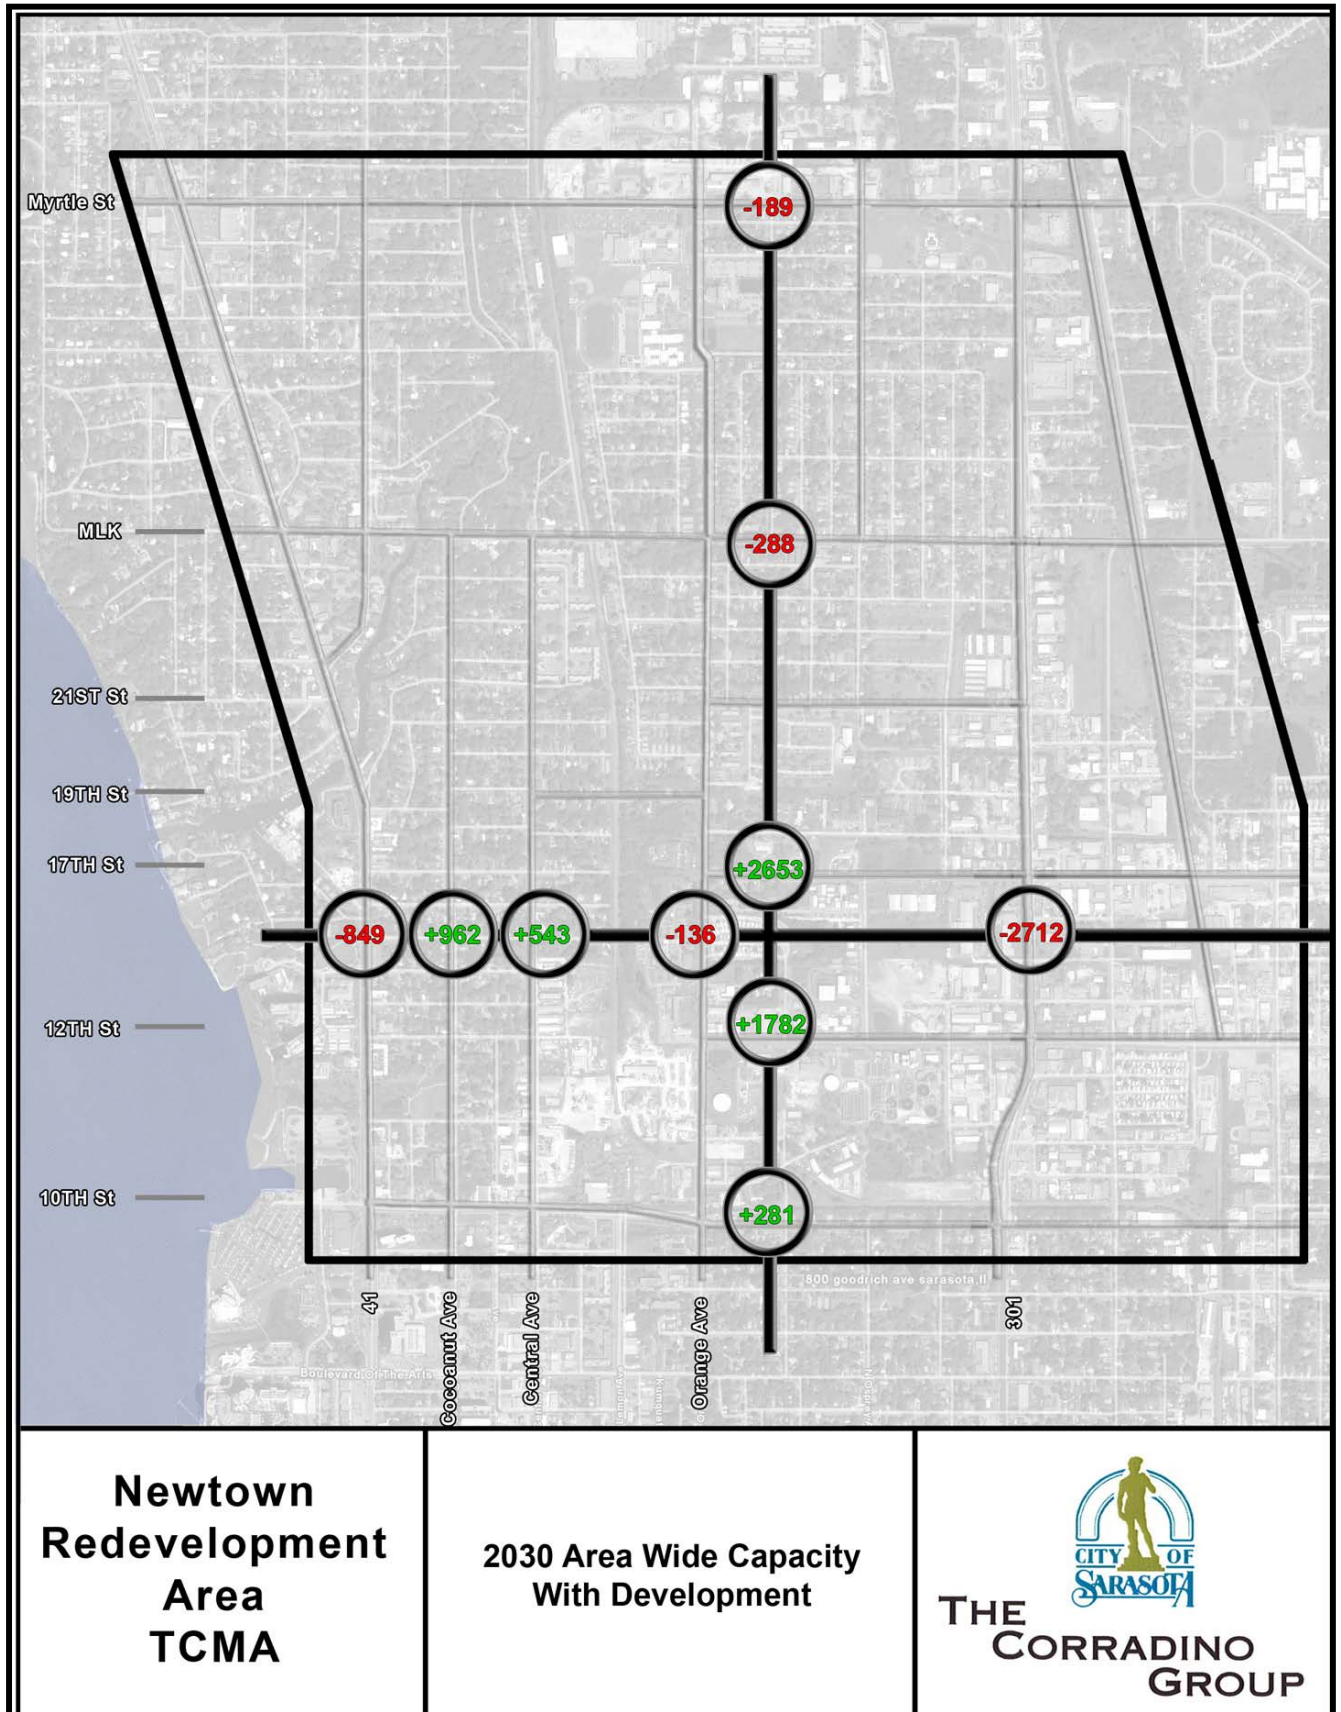 Myrtle St
-189
MLK
-288
21ST St
19TH St
17TH St
+2653
-849
+962
+543
-136
-2712
12TH St
+1782
10TH St
+281
800 goodrich ave sarasota,il
41
Cocoanut Ave
Central Ave
Orange Ave
301
Boulevard Of The Arts
Newtown
Redevelopment
Area
TCMA
2030 Area Wide Capacity
With Development
CITY OF
SARASOTA
THE
CORRADINO
GROUP